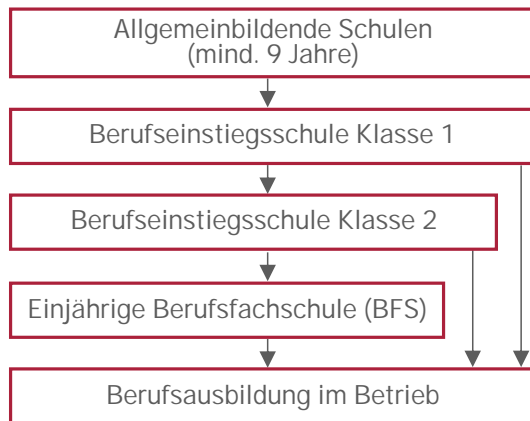 Allgemeinbildende Schulen
(mind. 9 Jahre)
Berufseinstiegsschule Klasse 1
Berufseinstiegsschule Klasse 2
Einjährige Berufsfachschule (BFS)
Berufsausbildung im Betrieb